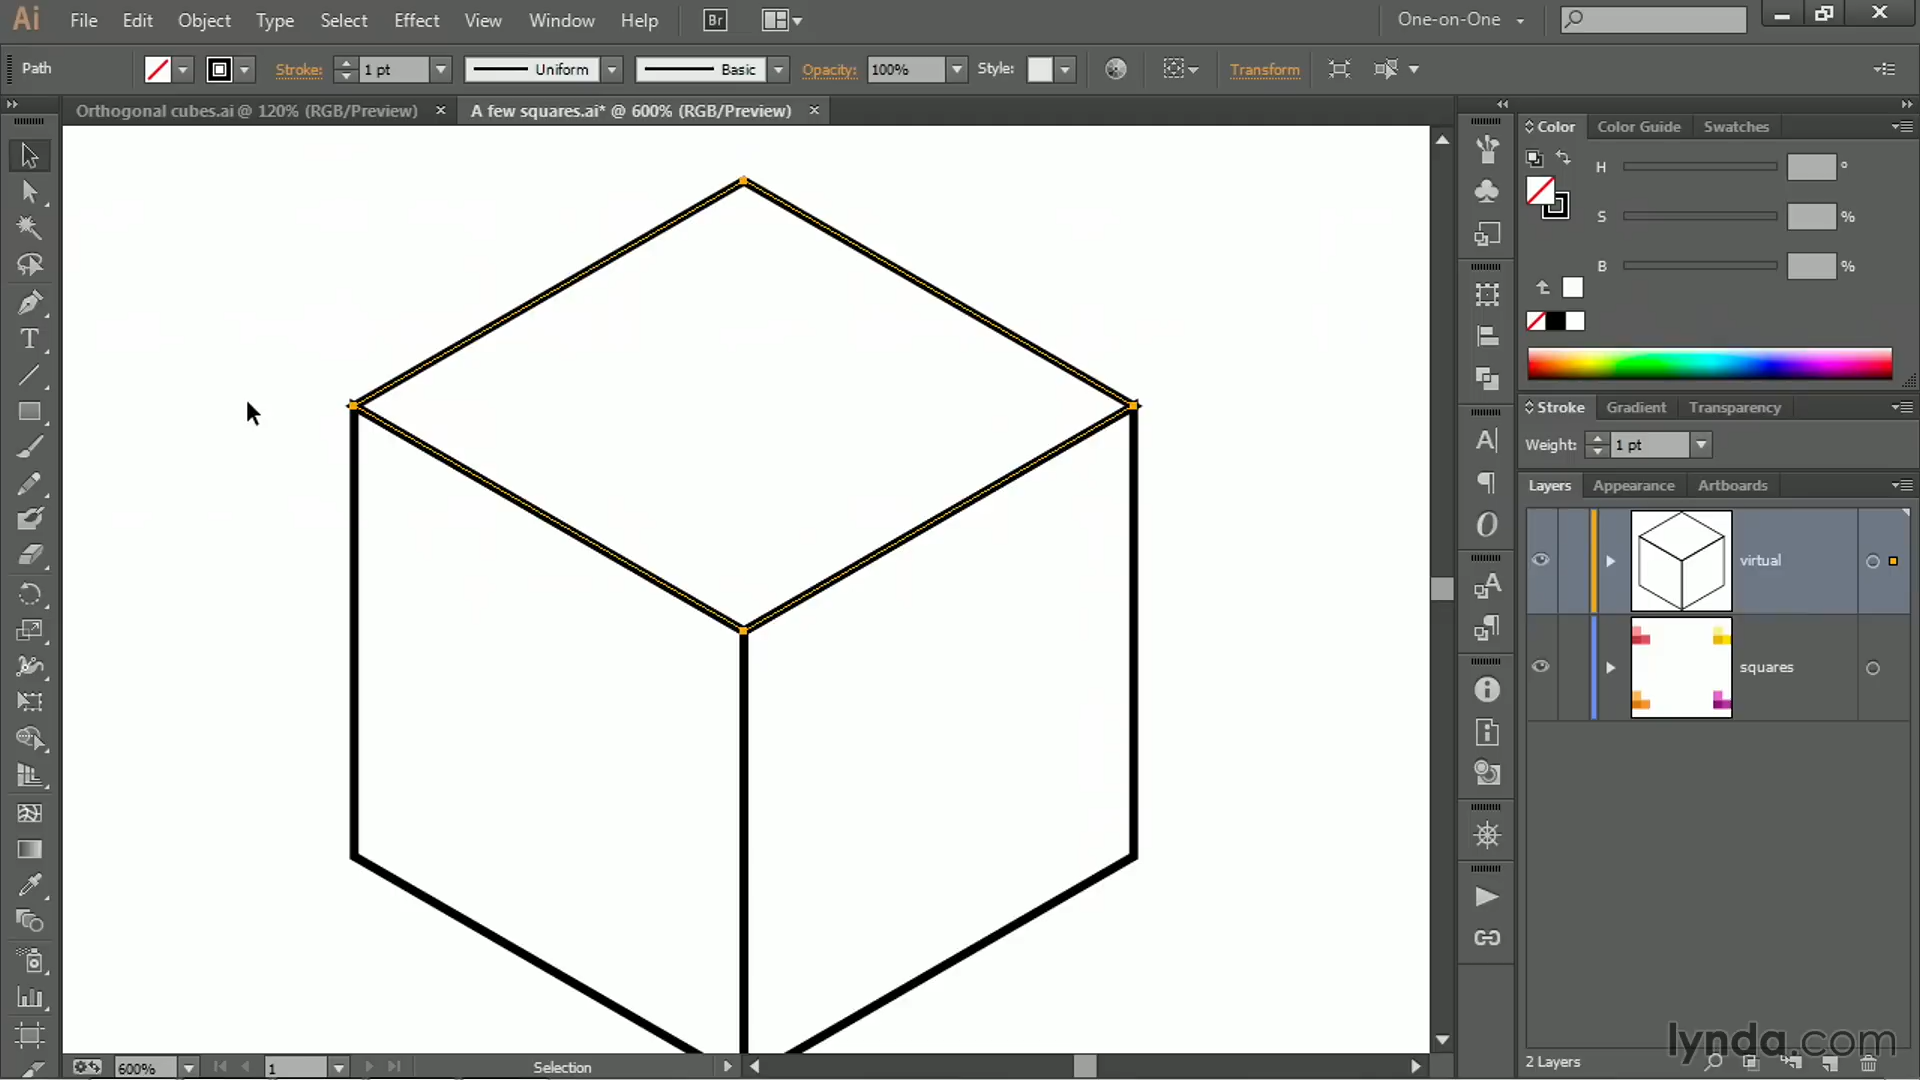 Ai File Edit Object Type Select Effect View Window Help Br One-on-One
Path Stroke: 1 pt Uniform Basic Opacity: 100% Style: Transform
Orthogonal cubes.ai @ 120% (RGB/Preview) × A few squares.ai* @ 600% (RGB/Preview) ×
Color Color Guide Swatches
H °
S %
B %
Stroke Gradient Transparency
Weight: 1 pt
Layers Appearance Artboards
virtual
squares
lynda.com
2 Layers
600% 1 Selection